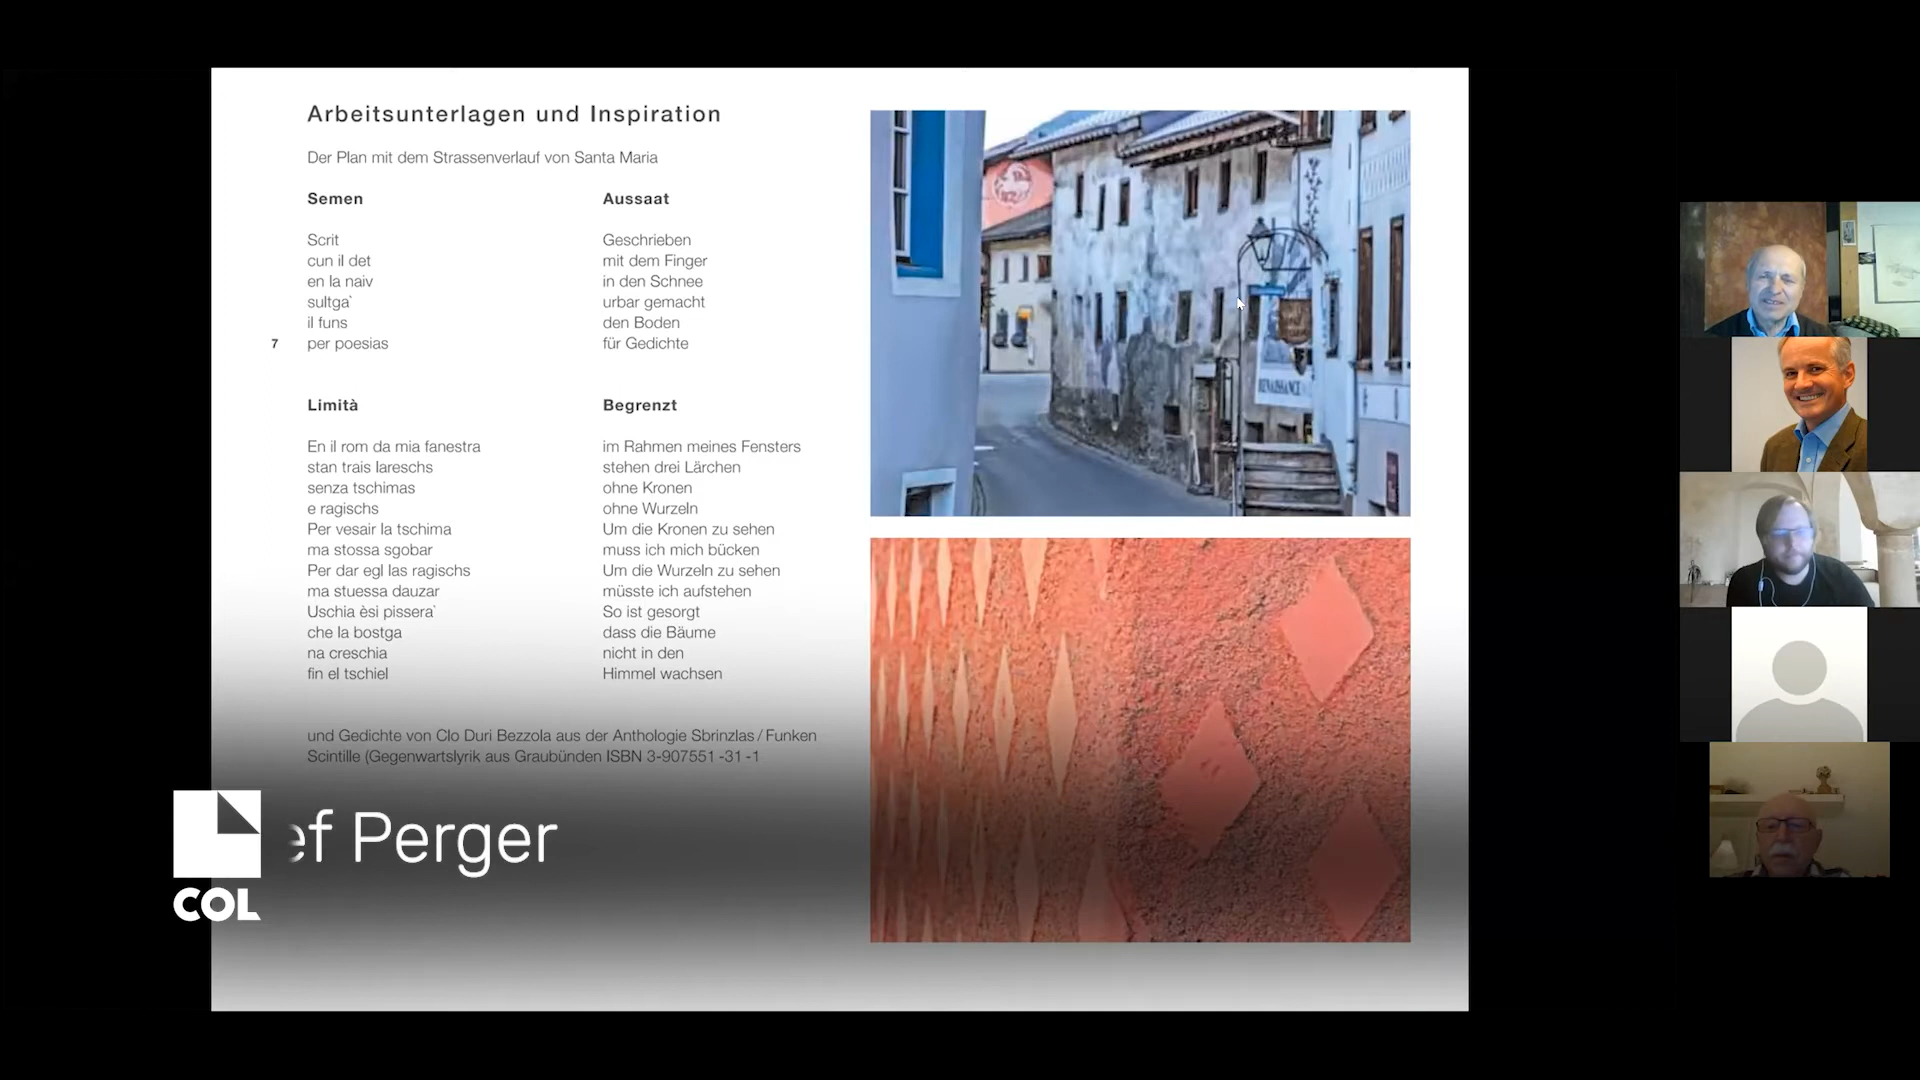 Arbeitsunterlagen und Inspiration
Der Plan mit dem Strassenverlauf von Santa Maria
Semen
Scrit
cun il det
en la naiv
sultga`
il funs
per poesias
7
Aussaat
Geschrieben
mit dem Finger
in den Schnee
urbar gemacht
den Boden
für Gedichte
Limità
En il rom da mia fanestra
stan trais lareschs
senza tschimas
e ragischs
Per vesair la tschima
ma stossa sgobar
Per dar egl las ragischs
ma stuessa dauzar
Uschia èsi pissera`
che la bostga
na creschia
fin el tschiel
Begrenzt
im Rahmen meines Fensters
stehen drei Lärchen
ohne Kronen
ohne Wurzeln
Um die Kronen zu sehen
muss ich mich bücken
Um die Wurzeln zu sehen
müsste ich aufstehen
So ist gesorgt
dass die Bäume
nicht in den
Himmel wachsen
und Gedichte von Clo Duri Bezzola aus der Anthologie Sbrinzlas / Funken
Scintille (Gegenwartslyrik aus Graubünden ISBN 3-907551 -31 -1
RENAISSANCE
ef Perger
COL